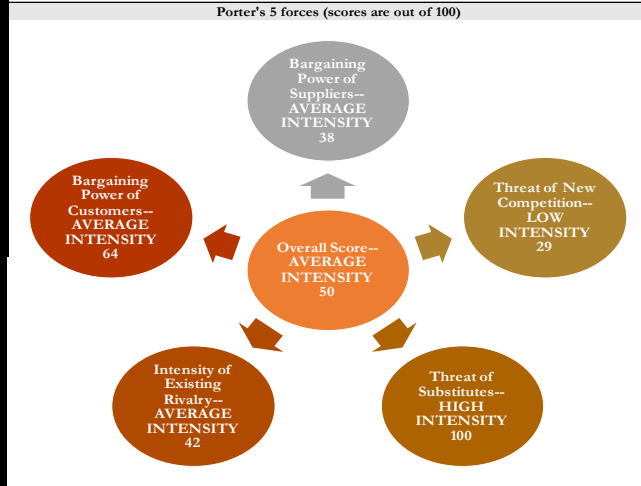 Porter's 5 forces (scores are out of 100)
Bargaining
Power of
Suppliers--
AVERAGE
INTENSITY
38
Bargaining
Power of
Customers--
AVERAGE
INTENSITY
64
Threat of New
Competition--
LOW
INTENSITY
29
Overall Score--
AVERAGE
INTENSITY
50
Intensity of
Existing
Rivalry--
AVERAGE
INTENSITY
42
Threat of
Substitutes--
HIGH
INTENSITY
100